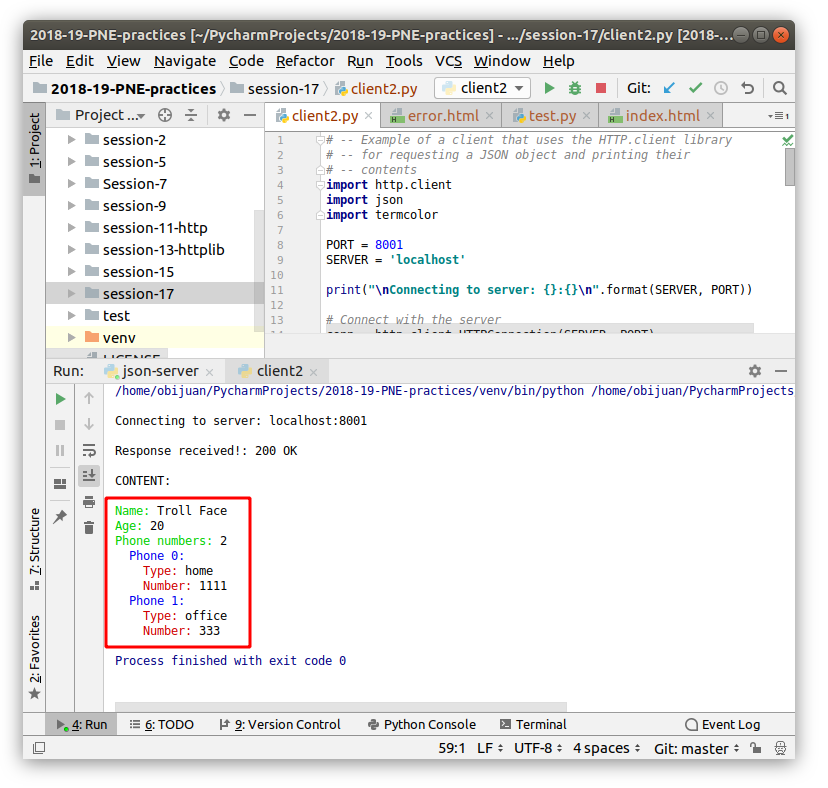 2018-19-PNE-practices [~/PycharmProjects/2018-19-PNE-practices] - .../session-17/client2.py [2018-...
File Edit View Navigate Code Refactor Run Tools VCS Window Help
2018-19-PNE-practices session-17 client2.py client2 Git:
1: Project
Project ...
client2.py error.html test.py index.html
session-2
session-5
Session-7
session-9
session-11-http
session-13-httplib
session-15
session-17
test
venv
LICENSE
1 # -- Example of a client that uses the HTTP.client library
2 # -- for requesting a JSON object and printing their
3 # -- contents
4 import http.client
5 import json
6 import termcolor
7
8 PORT = 8001
9 SERVER = 'localhost'
10
11 print("\nConnecting to server: {}:{}\n".format(SERVER, PORT))
12
13 # Connect with the server
14 conn = http.client.HTTPConnection(SERVER, PORT)
Run: json-server client2
/home/obijuan/PycharmProjects/2018-19-PNE-practices/venv/bin/python /home/obijuan/PycharmProjects
Connecting to server: localhost:8001
Response received!: 200 OK
CONTENT:
Name: Troll Face
Age: 20
Phone numbers: 2
Phone 0:
Type: home
Number: 1111
Phone 1:
Type: office
Number: 333
Process finished with exit code 0
7: Structure
2: Favorites
4: Run 6: TODO 9: Version Control Python Console Terminal Event Log
59:1 LF UTF-8 4 spaces Git: master